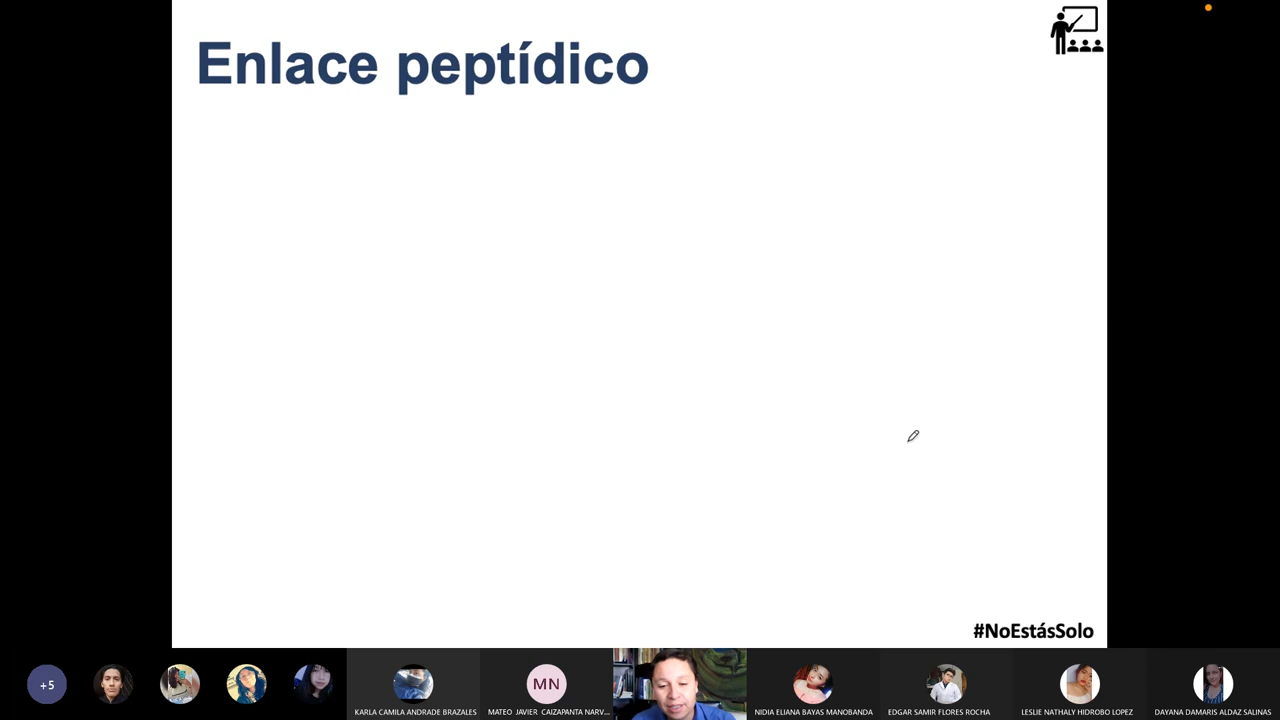 Enlace peptídico
#NoEstásSolo
+5
KARLA CAMILA ANDRADE BRAZALES
MN
MATEO JAVIER CAIZAPANTA NARV...
NIDIA ELIANA BAYAS MANOBANDA
EDGAR SAMIR FLORES ROCHA
LESLIE NATHALY HIDROBO LOPEZ
DAYANA DAMARIS ALDAZ SALINAS